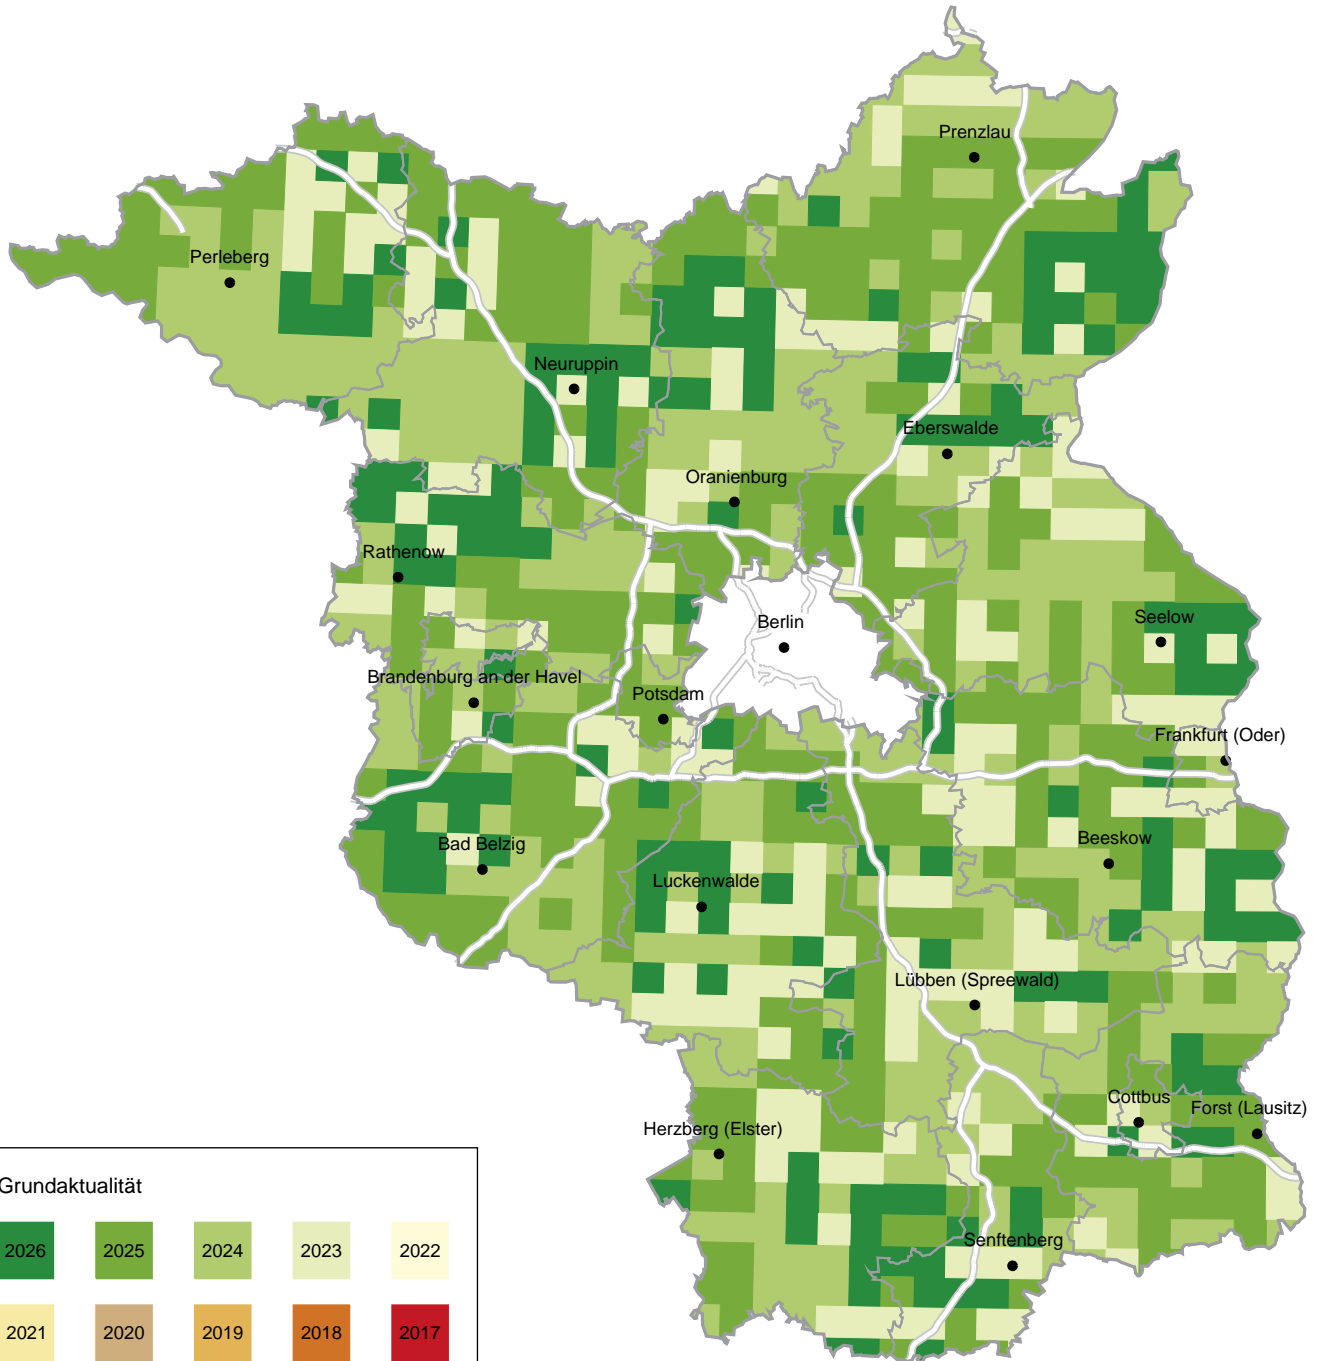 Prenzlau
Perleberg
Neuruppin
Eberswalde
Oranienburg
Rathenow
Berlin
Seelow
Brandenburg an der Havel
Potsdam
Frankfurt (Oder)
Bad Belzig
Beeskow
Luckenwalde
Lübben (Spreewald)
Cottbus
Forst (Lausitz)
Herzberg (Elster)
Senftenberg
Grundaktualität
2026 2025 2024 2023 2022
2021 2020 2019 2018 2017